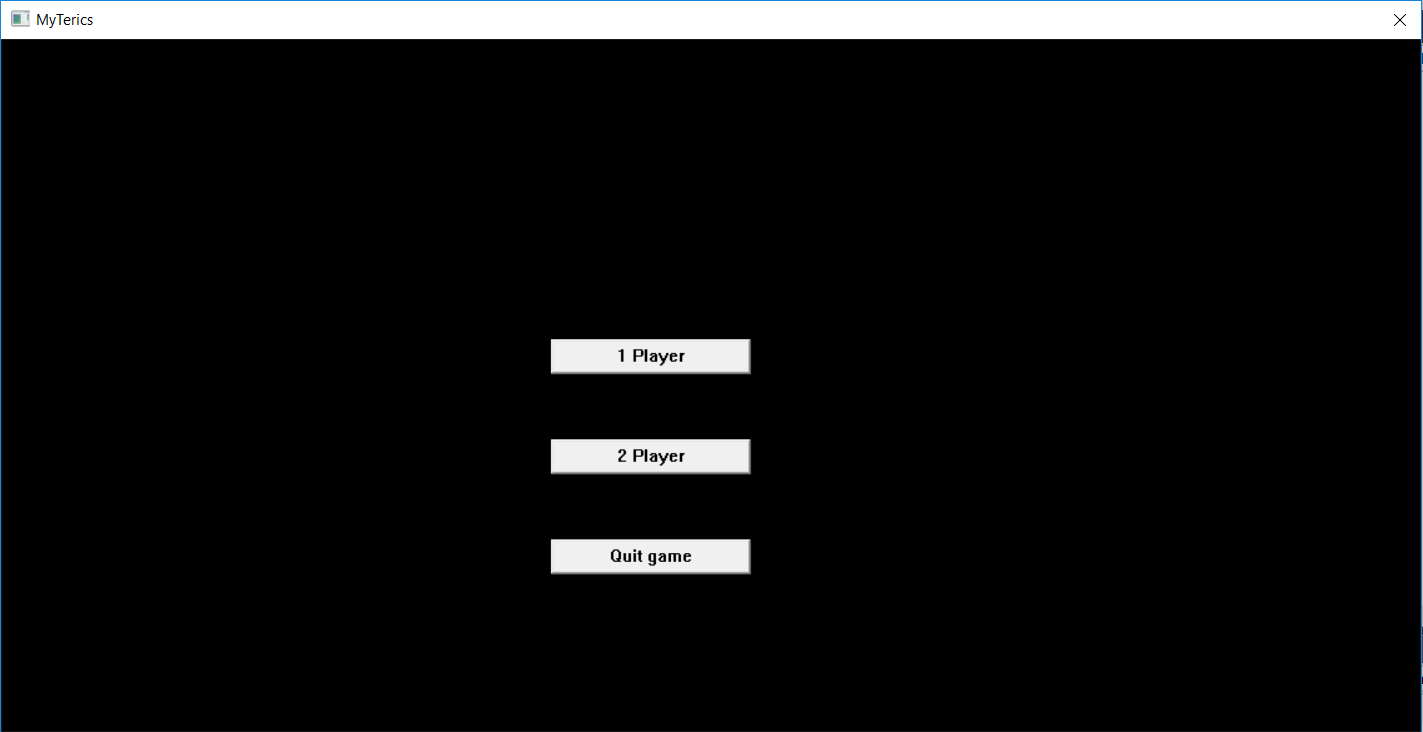 MyTerics
1 Player
2 Player
Quit game